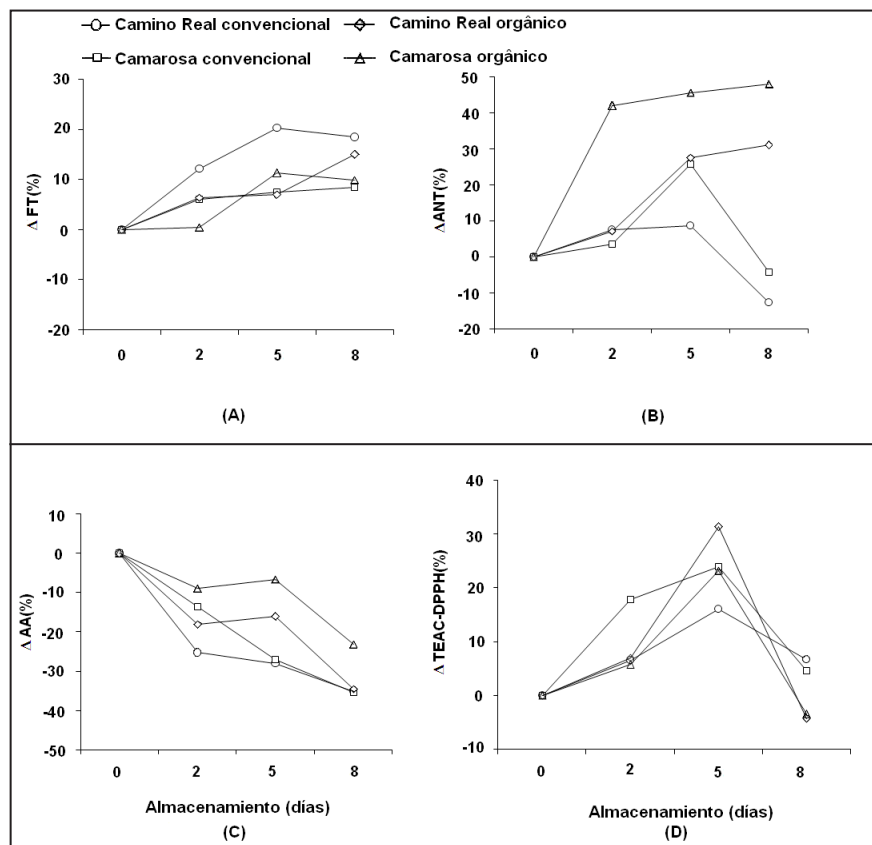 Camino Real convencional
Camino Real orgânico
Camarosa convencional
Camarosa orgânico
Δ FT(%)
30
20
10
0
-10
-20
0 2 5 8
(A)
ΔANT(%)
50
40
30
20
10
0
-10
-20
0 2 5 8
(B)
Δ AA(%)
10
0
-10
-20
-30
-40
-50
0 2 5 8
Almacenamiento (días)
(C)
Δ TEAC-DPPH(%)
40
30
20
10
0
-10
0 2 5 8
Almacenamiento (días)
(D)